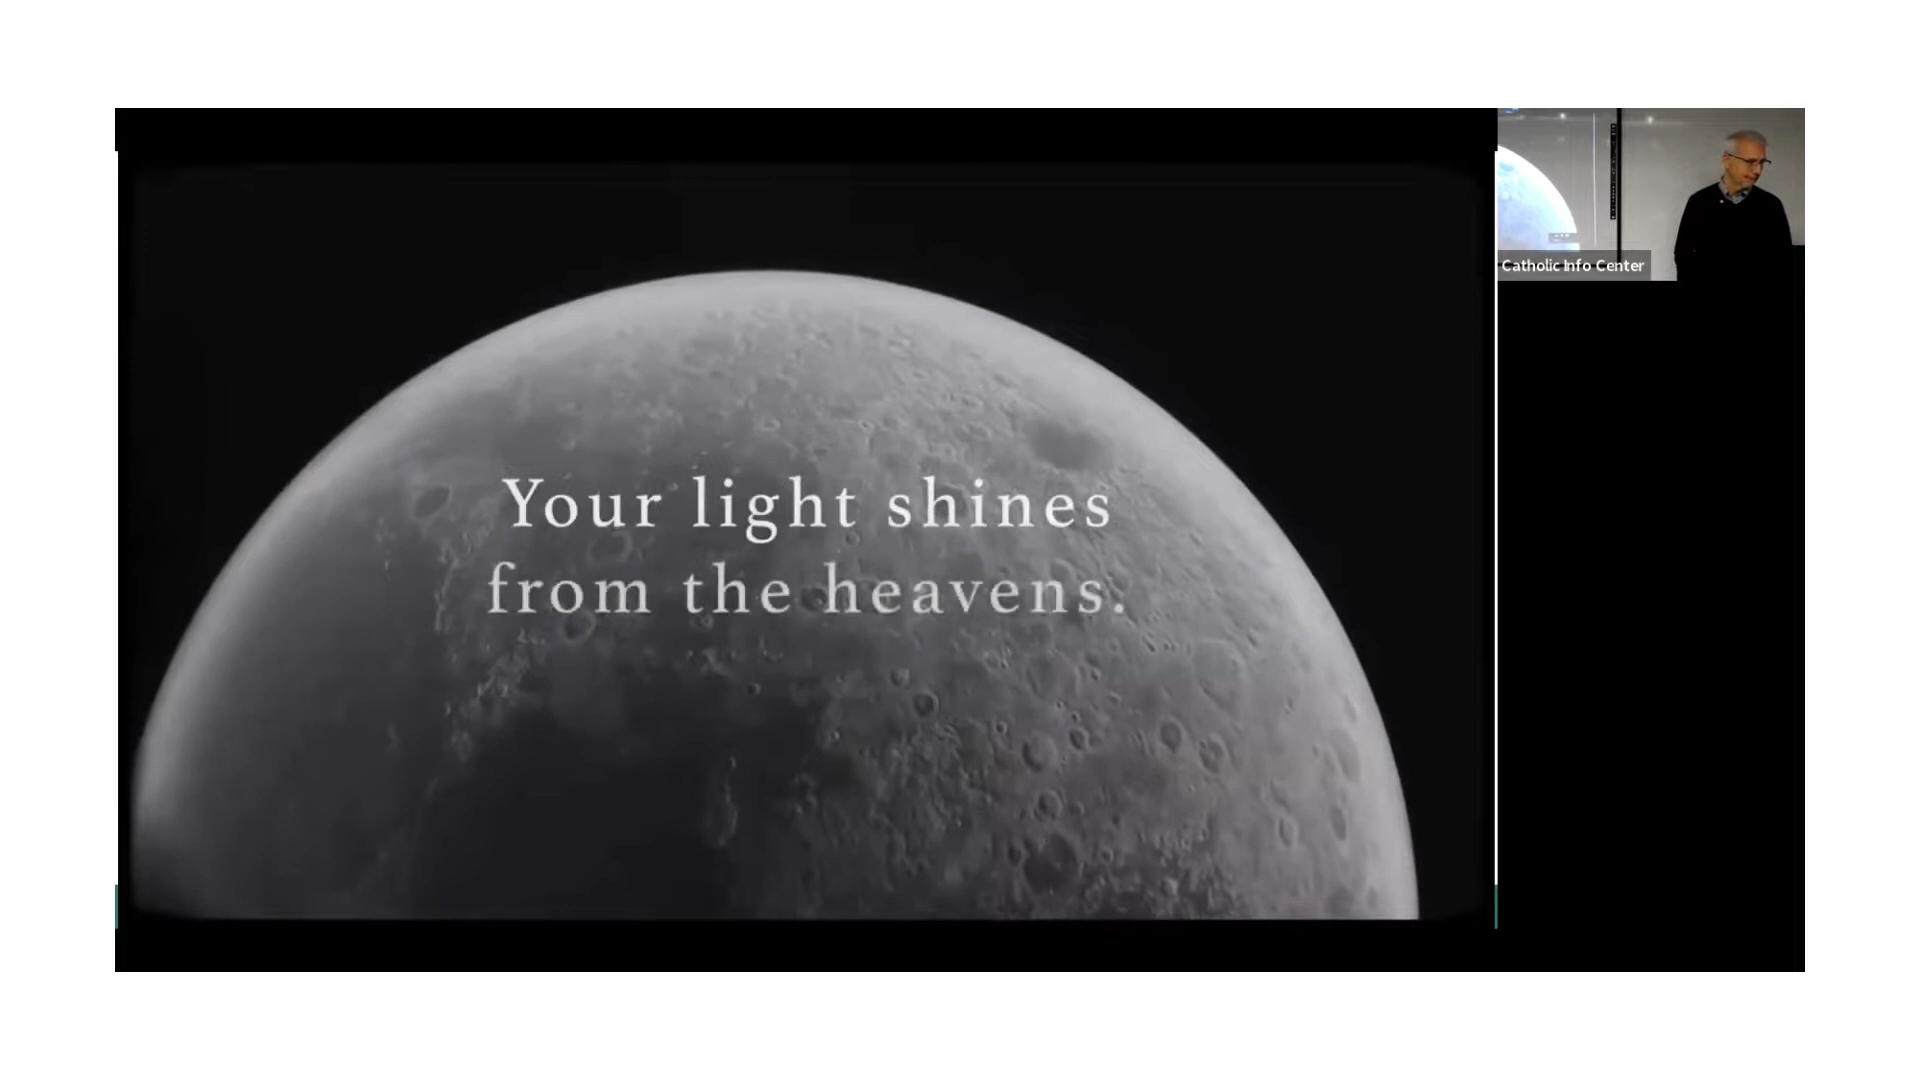 Your light shines
from the heavens.
Catholic Info Center